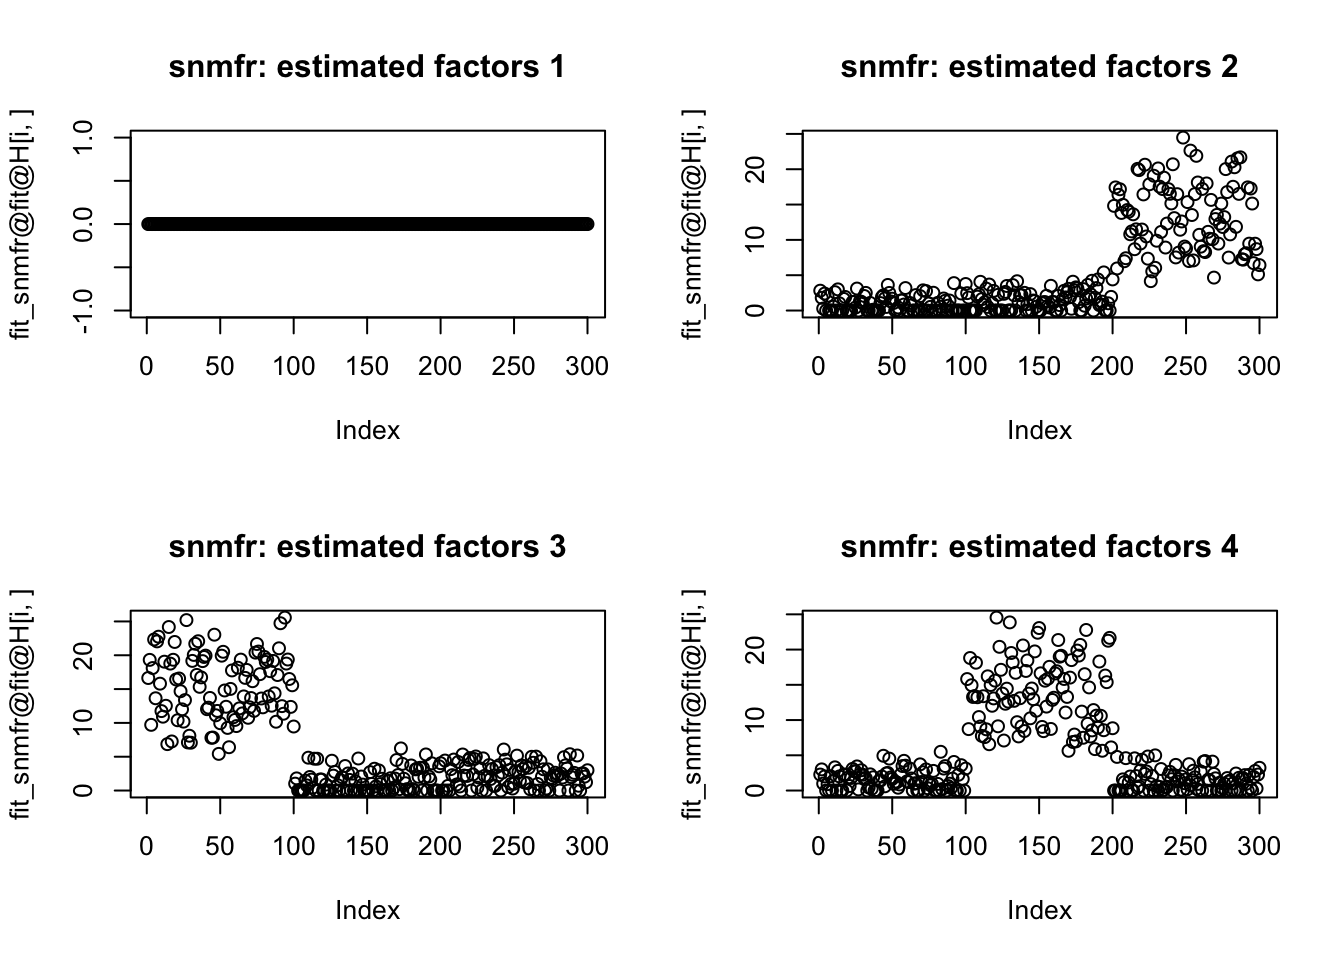 snmfr: estimated factors 1
fit_snmfr@fit@H[i, ]
1.0
0.0
-1.0
0 50 100 150 200 250 300
Index
snmfr: estimated factors 2
fit_snmfr@fit@H[i, ]
20
10
0
0 50 100 150 200 250 300
Index
snmfr: estimated factors 3
fit_snmfr@fit@H[i, ]
20
10
0
0 50 100 150 200 250 300
Index
snmfr: estimated factors 4
fit_snmfr@fit@H[i, ]
20
10
0
0 50 100 150 200 250 300
Index